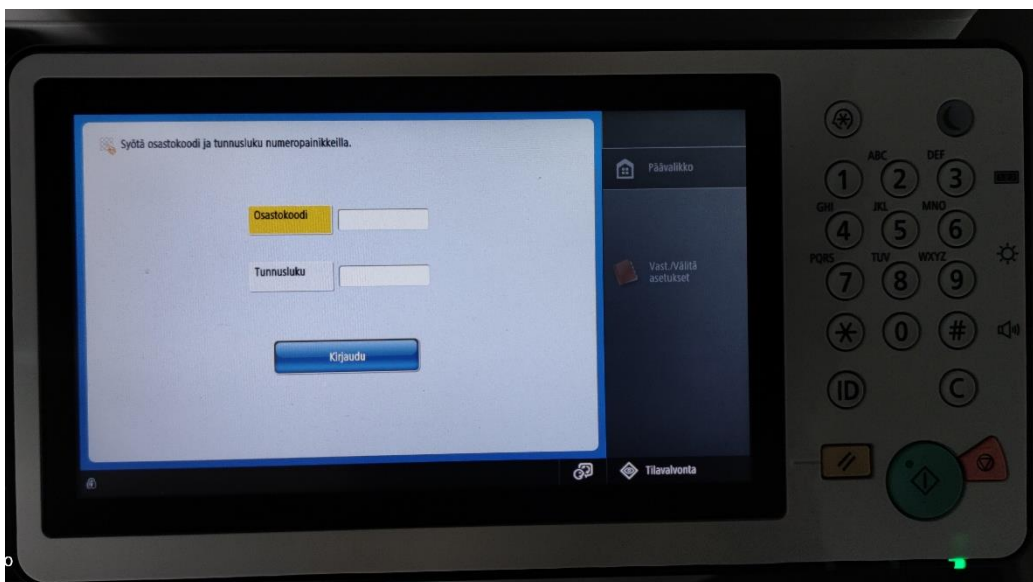 Syötä osastokoodi ja tunnusluku numeropainikkeilla.
Osastokoodi
Tunnusluku
Kirjaudu
Päävalikko
Vast./Välitä
asetukset
Tilavalvonta
ABC DEF
1 2 3
GHI JKL MNO
4 5 6
PQRS TUV WXYZ
7 8 9
* 0 #
ID C